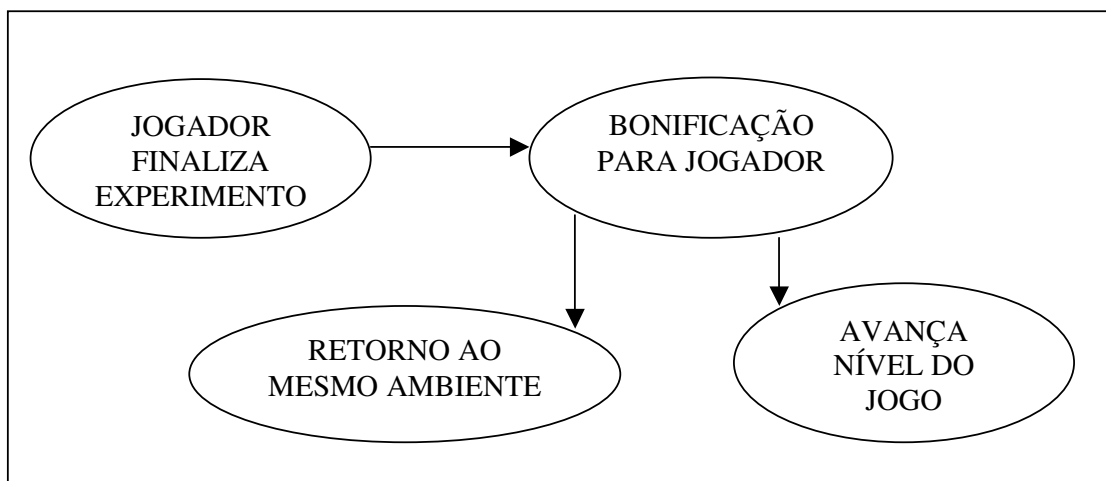 JOGADOR
FINALIZA
EXPERIMENTO
BONIFICAÇÃO
PARA JOGADOR
RETORNO AO
MESMO AMBIENTE
AVANÇA
NÍVEL DO
JOGO